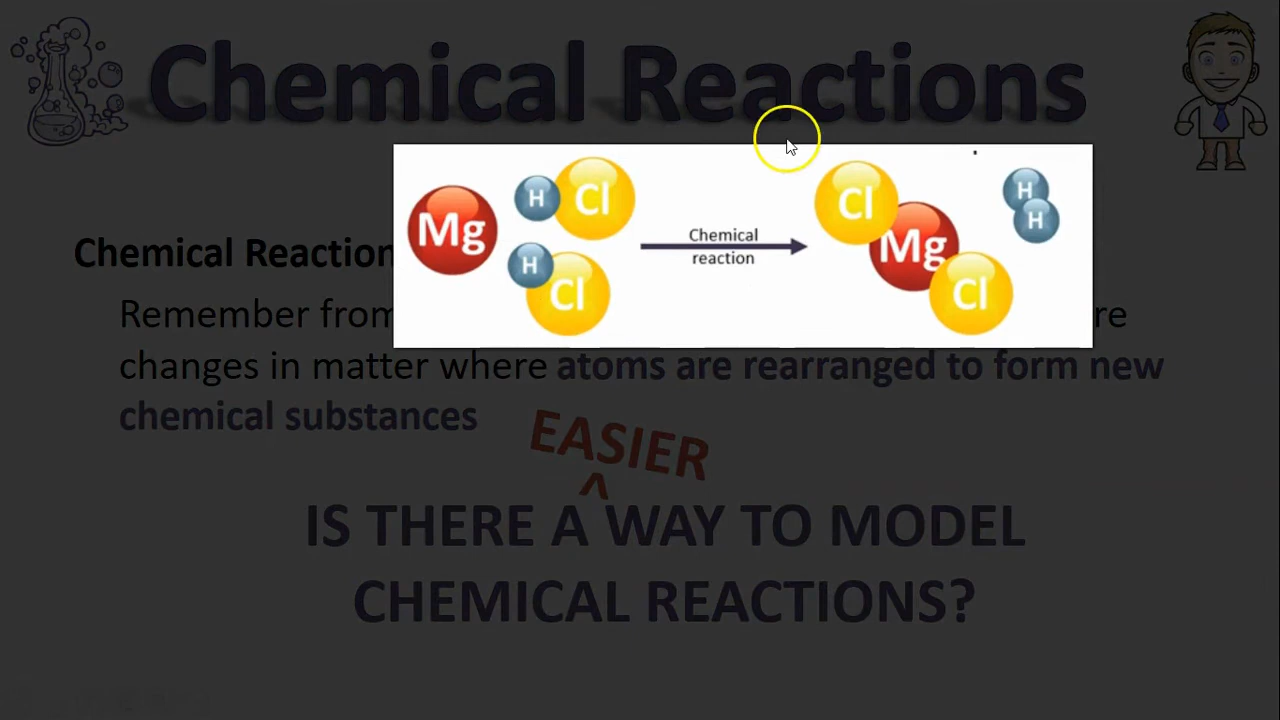 Chemical Reactions
Mg
H
Cl
H
Cl
Chemical
reaction
Cl
Mg
Cl
H
H
Chemical Reaction
Remember from re
changes in matter where atoms are rearranged to form new
chemical substances
EASIER
^
IS THERE A WAY TO MODEL
CHEMICAL REACTIONS?